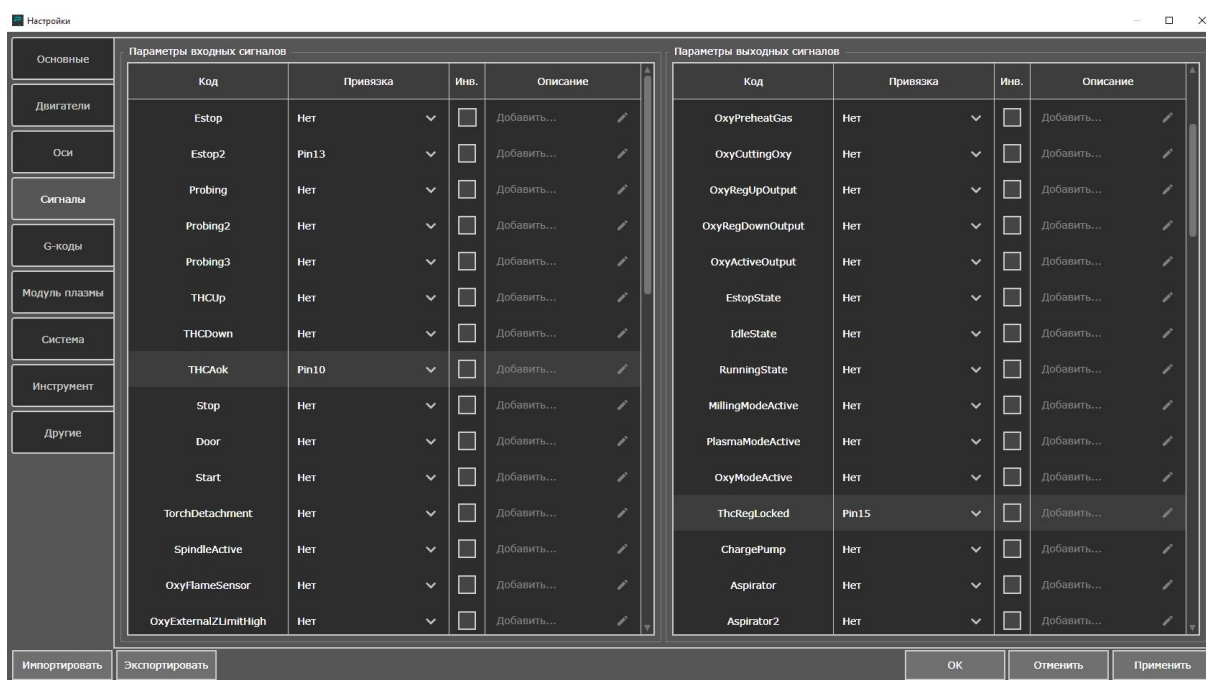 Настройки
Основные
Двигатели
Оси
Сигналы
G-коды
Модуль плазмы
Система
Инструмент
Другие
Параметры входных сигналов
Код Привязка Инв. Описание
Estop Нет Добавить...
Estop2 Pin13 Добавить...
Probing Нет Добавить...
Probing2 Нет Добавить...
Probing3 Нет Добавить...
THCUp Нет Добавить...
THCDown Нет Добавить...
THCAok Pin10 Добавить...
Stop Нет Добавить...
Door Нет Добавить...
Start Нет Добавить...
TorchDetachment Нет Добавить...
SpindleActive Нет Добавить...
OxyFlameSensor Нет Добавить...
OxyExternalZLimitHigh Нет Добавить...
Параметры выходных сигналов
Код Привязка Инв. Описание
OxyPreheatGas Нет Добавить...
OxyCuttingOxy Нет Добавить...
OxyRegUpOutput Нет Добавить...
OxyRegDownOutput Нет Добавить...
OxyActiveOutput Нет Добавить...
EstopState Нет Добавить...
IdleState Нет Добавить...
RunningState Нет Добавить...
MillingModeActive Нет Добавить...
PlasmaModeActive Нет Добавить...
OxyModeActive Нет Добавить...
ThcRegLocked Pin15 Добавить...
ChargePump Нет Добавить...
Aspirator Нет Добавить...
Aspirator2 Нет Добавить...
Импортировать Экспортировать OK Отменить Применить